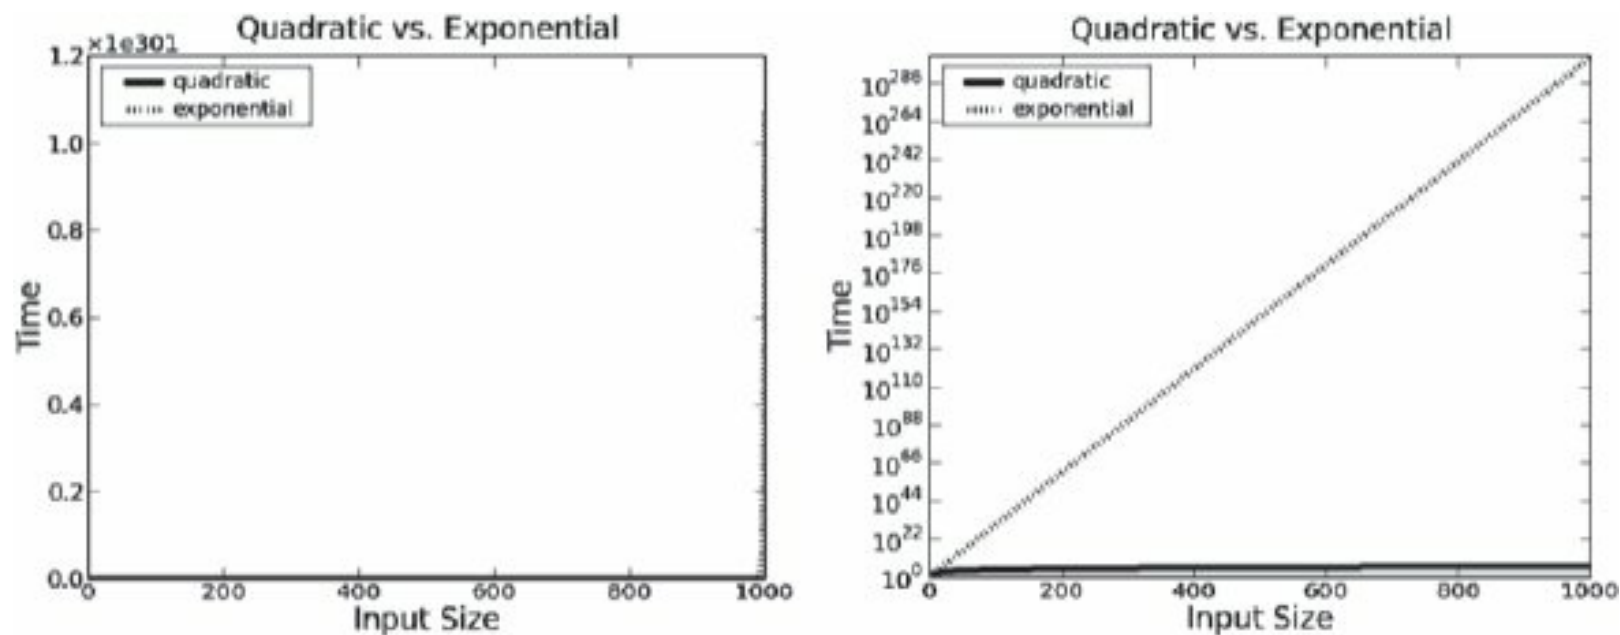 Quadratic vs. Exponential
×1e301
1.2
1.0
0.8
0.6
0.4
0.2
0.0
quadratic
exponential
Time
0 200 400 600 800 1000
Input Size
Quadratic vs. Exponential
10^286
10^264
10^242
10^220
10^198
10^176
10^154
10^132
10^110
10^88
10^66
10^44
10^22
10^0
quadratic
exponential
Time
0 200 400 600 800 1000
Input Size